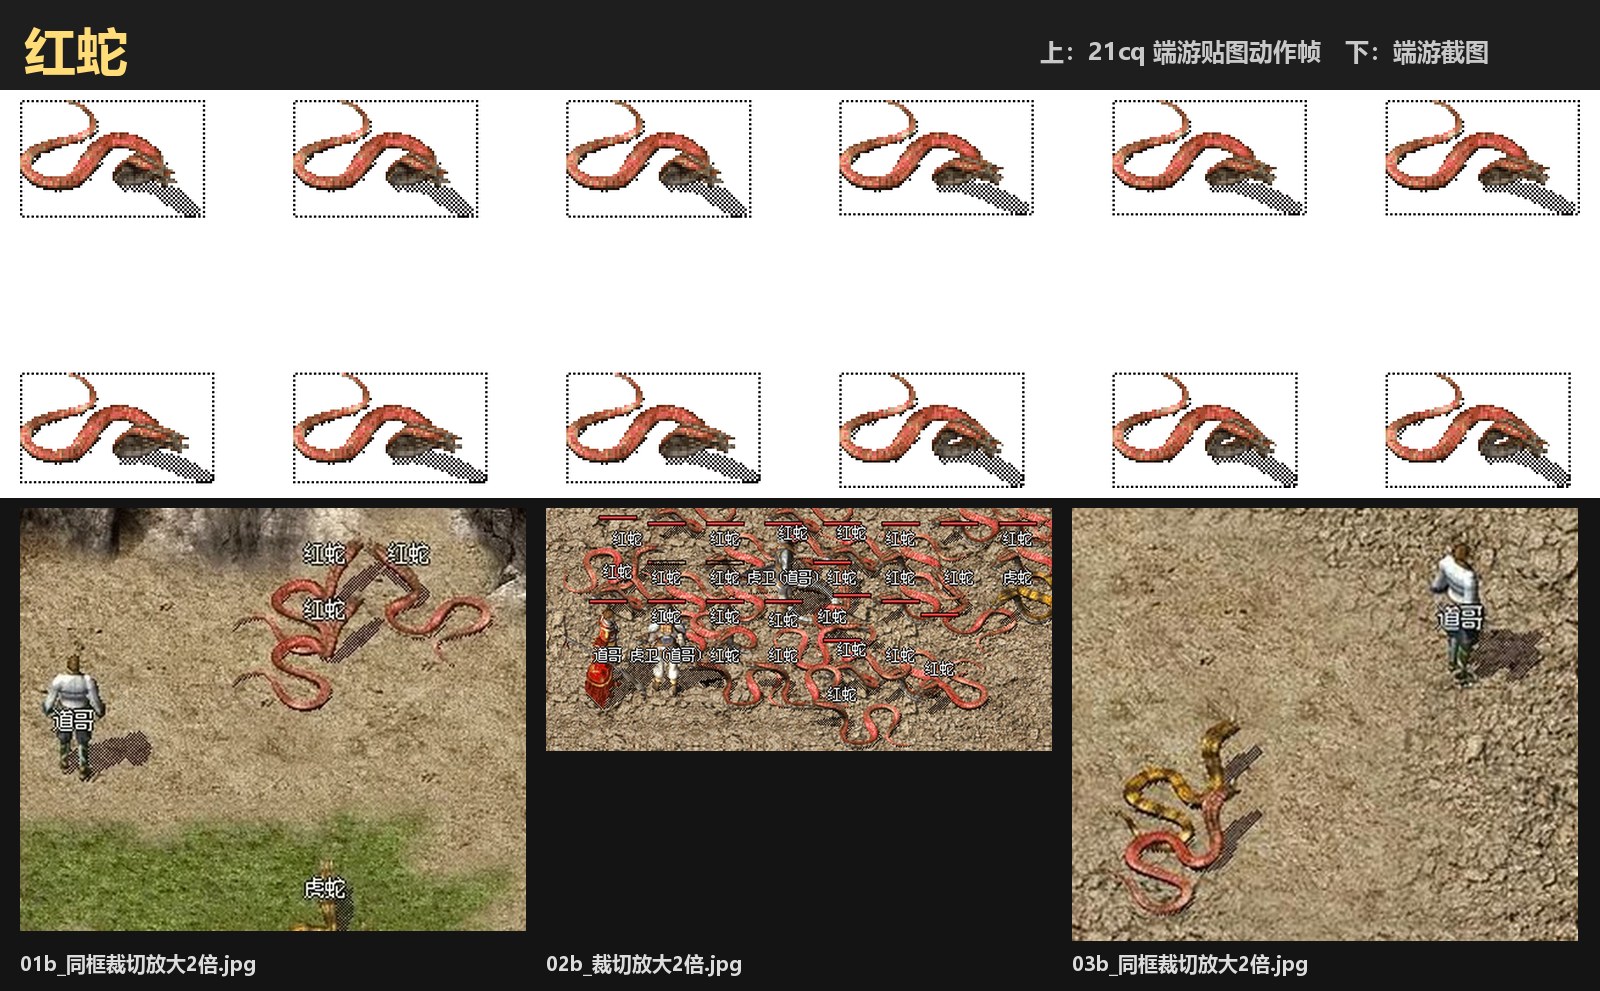 红蛇
上：21cq 端游贴图动作帧 下：端游截图
红蛇 红蛇
红蛇
道哥
虎蛇
红蛇 红蛇 红蛇 红蛇 红蛇 红蛇
红蛇 红蛇 红蛇 虎卫(道哥) 红蛇 红蛇 红蛇 虎蛇
红蛇 红蛇 红蛇 红蛇
道哥 虎卫(道哥) 红蛇 红蛇 红蛇 红蛇 红蛇
红蛇
道哥
01b_同框裁切放大2倍.jpg
02b_裁切放大2倍.jpg
03b_同框裁切放大2倍.jpg